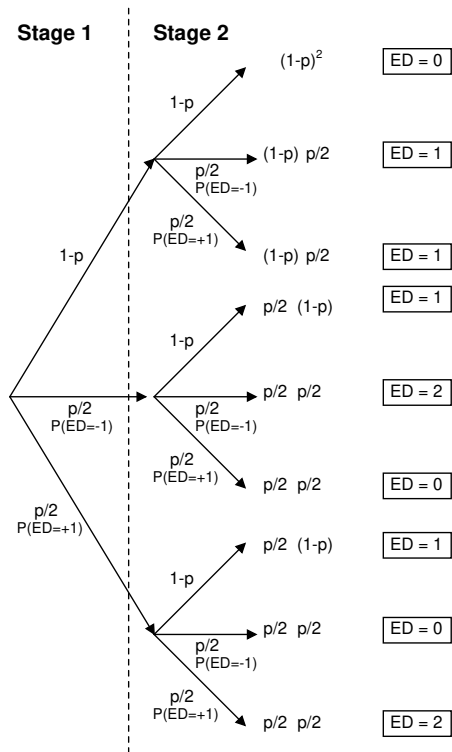 Stage 1 Stage 2
(1-p)² ED = 0
1-p
(1-p) p/2 ED = 1
p/2
P(ED=-1)
p/2
P(ED=+1)
(1-p) p/2 ED = 1
1-p
p/2 (1-p) ED = 1
1-p
p/2 p/2 ED = 2
p/2
P(ED=-1)
p/2
P(ED=-1)
p/2
P(ED=+1)
p/2 p/2 ED = 0
p/2
P(ED=+1)
p/2 (1-p) ED = 1
1-p
p/2 p/2 ED = 0
p/2
P(ED=-1)
p/2
P(ED=+1)
p/2 p/2 ED = 2